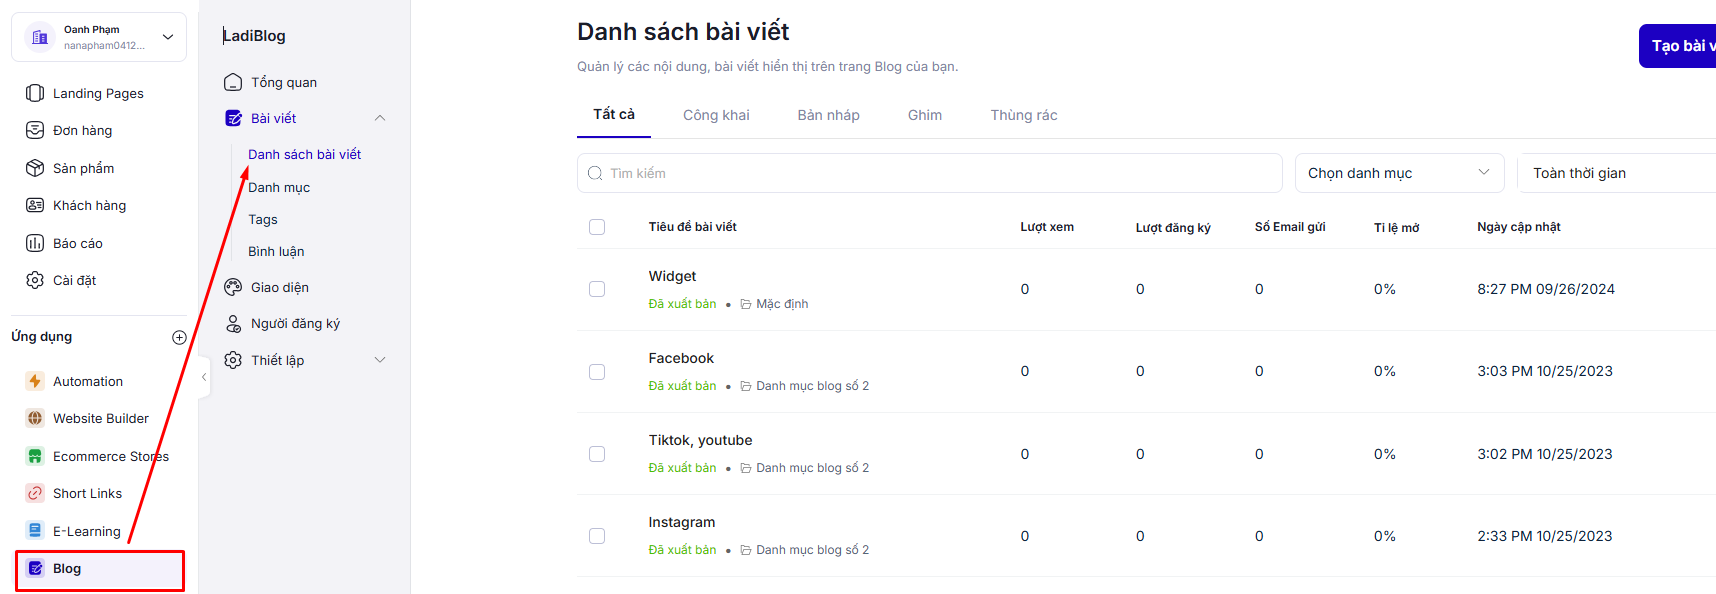 Oanh Phạm
nanapham0412...
Landing Pages
Đơn hàng
Sản phẩm
Khách hàng
Báo cáo
Cài đặt
Ứng dụng
Automation
Website Builder
Ecommerce Stores
Short Links
E-Learning
Blog
LadiBlog
Tổng quan
Bài viết
Danh sách bài viết
Danh mục
Tags
Bình luận
Giao diện
Người đăng ký
Thiết lập
Danh sách bài viết
Quản lý các nội dung, bài viết hiển thị trên trang Blog của bạn.
Tạo bài v
Tất cả Công khai Bản nháp Ghim Thùng rác
Tìm kiếm Chọn danh mục Toàn thời gian
Tiêu đề bài viết Lượt xem Lượt đăng ký Số Email gửi Tỉ lệ mở Ngày cập nhật
Widget
Đã xuất bản • Mặc định
0 0 0 0% 8:27 PM 09/26/2024
Facebook
Đã xuất bản • Danh mục blog số 2
0 0 0 0% 3:03 PM 10/25/2023
Tiktok, youtube
Đã xuất bản • Danh mục blog số 2
0 0 0 0% 3:02 PM 10/25/2023
Instagram
Đã xuất bản • Danh mục blog số 2
0 0 0 0% 2:33 PM 10/25/2023